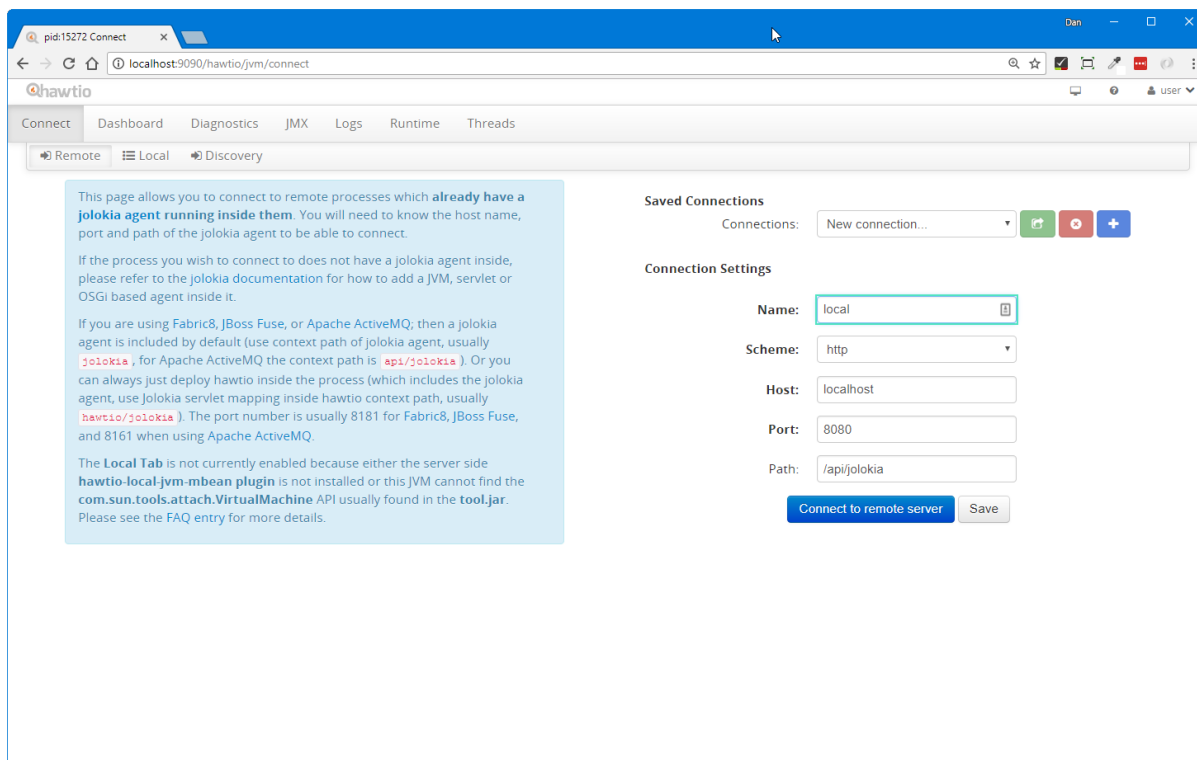 Dan
pid:15272 Connect
localhost:9090/hawtio/jvm/connect
hawtio
user
Connect Dashboard Diagnostics JMX Logs Runtime Threads
Remote Local Discovery
This page allows you to connect to remote processes which already have a
jolokia agent running inside them. You will need to know the host name,
port and path of the jolokia agent to be able to connect.
If the process you wish to connect to does not have a jolokia agent inside,
please refer to the jolokia documentation for how to add a JVM, servlet or
OSGi based agent inside it.
If you are using Fabric8, JBoss Fuse, or Apache ActiveMQ; then a jolokia
agent is included by default (use context path of jolokia agent, usually
jolokia , for Apache ActiveMQ the context path is api/jolokia ). Or you
can always just deploy hawtio inside the process (which includes the jolokia
agent, use Jolokia servlet mapping inside hawtio context path, usually
hawtio/jolokia ). The port number is usually 8181 for Fabric8, JBoss Fuse,
and 8161 when using Apache ActiveMQ.
The Local Tab is not currently enabled because either the server side
hawtio-local-jvm-mbean plugin is not installed or this JVM cannot find the
com.sun.tools.attach.VirtualMachine API usually found in the tool.jar.
Please see the FAQ entry for more details.
Saved Connections
Connections: New connection...
Connection Settings
Name: local
Scheme: http
Host: localhost
Port: 8080
Path: /api/jolokia
Connect to remote server Save